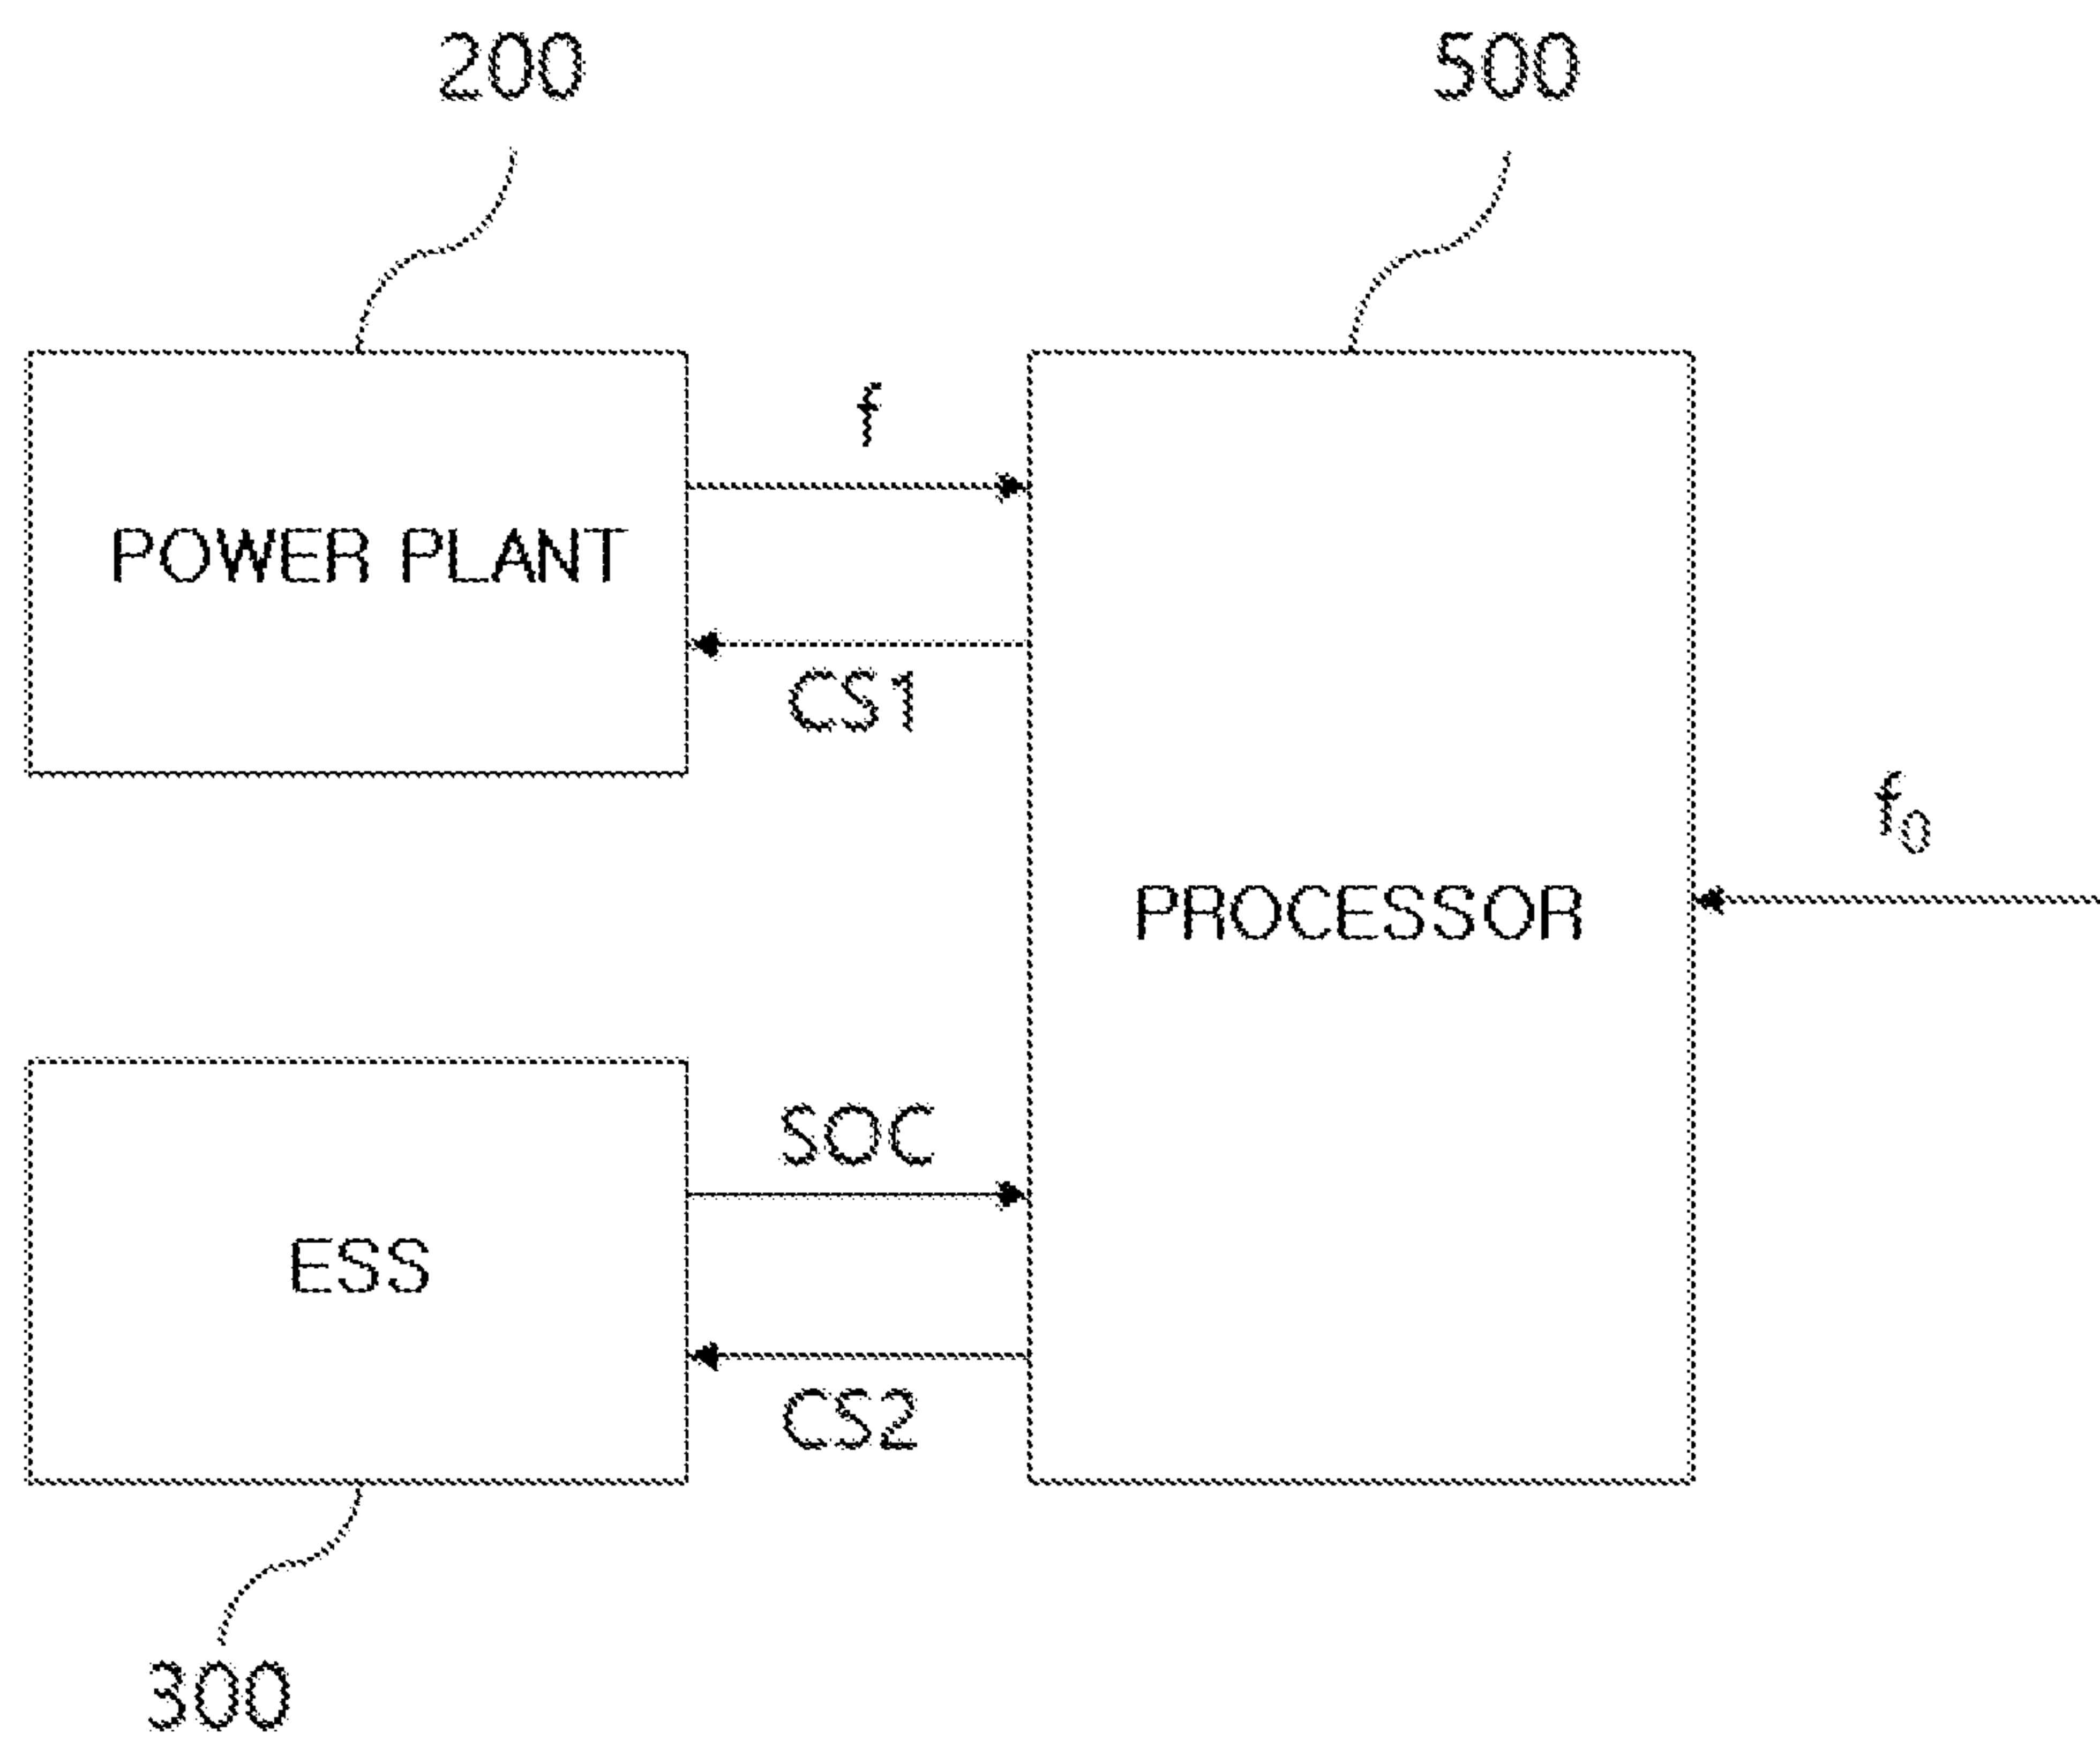 200
500
f
POWER PLANT
CS1
f₀
PROCESSOR
SOC
ESS
CS2
300